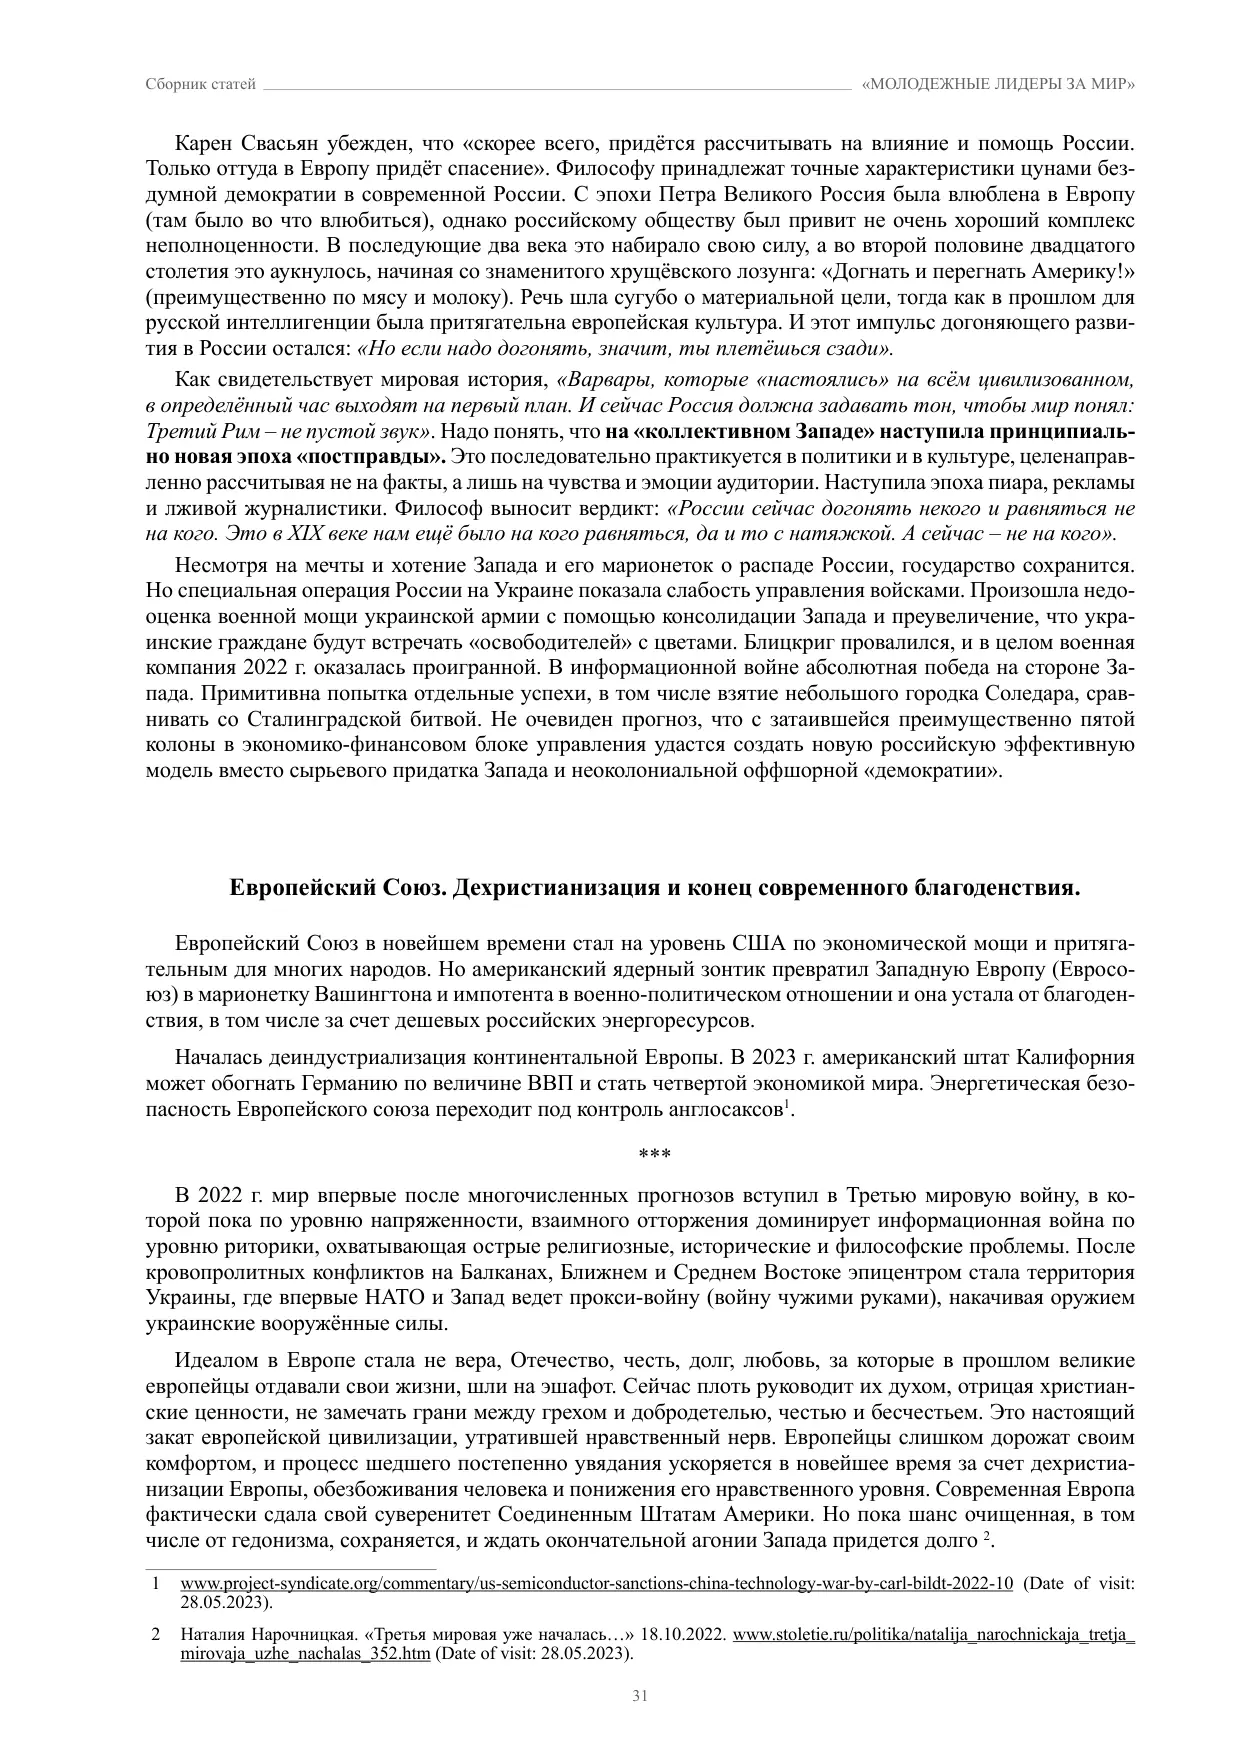 Сборник статей «МОЛОДЕЖНЫЕ ЛИДЕРЫ ЗА МИР»
Карен Свасьян убежден, что «скорее всего, придётся рассчитывать на влияние и помощь России.
Только оттуда в Европу придёт спасение». Философу принадлежат точные характеристики цунами без-
думной демократии в современной России. С эпохи Петра Великого Россия была влюблена в Европу
(там было во что влюбиться), однако российскому обществу был привит не очень хороший комплекс
неполноценности. В последующие два века это набирало свою силу, а во второй половине двадцатого
столетия это аукнулось, начиная со знаменитого хрущёвского лозунга: «Догнать и перегнать Америку!»
(преимущественно по мясу и молоку). Речь шла сугубо о материальной цели, тогда как в прошлом для
русской интеллигенции была притягательна европейская культура. И этот импульс догоняющего разви-
тия в России остался: «Но если надо догонять, значит, ты плетёшься сзади».
Как свидетельствует мировая история, «Варвары, которые «настоялись» на всём цивилизованном,
в определённый час выходят на первый план. И сейчас Россия должна задавать тон, чтобы мир понял:
Третий Рим – не пустой звук». Надо понять, что на «коллективном Западе» наступила принципиаль-
но новая эпоха «постправды». Это последовательно практикуется в политики и в культуре, целенаправ-
ленно рассчитывая не на факты, а лишь на чувства и эмоции аудитории. Наступила эпоха пиара, рекламы
и лживой журналистики. Философ выносит вердикт: «России сейчас догонять некого и равняться не
на кого. Это в XIX веке нам ещё было на кого равняться, да и то с натяжкой. А сейчас – не на кого».
Несмотря на мечты и хотение Запада и его марионеток о распаде России, государство сохранится.
Но специальная операция России на Украине показала слабость управления войсками. Произошла недо-
оценка военной мощи украинской армии с помощью консолидации Запада и преувеличение, что укра-
инские граждане будут встречать «освободителей» с цветами. Блицкриг провалился, и в целом военная
компания 2022 г. оказалась проигранной. В информационной войне абсолютная победа на стороне За-
пада. Примитивна попытка отдельные успехи, в том числе взятие небольшого городка Соледара, срав-
нивать со Сталинградской битвой. Не очевиден прогноз, что с затаившейся преимущественно пятой
колоны в экономико-финансовом блоке управления удастся создать новую российскую эффективную
модель вместо сырьевого придатка Запада и неоколониальной оффшорной «демократии».
Европейский Союз. Дехристианизация и конец современного благоденствия.
Европейский Союз в новейшем времени стал на уровень США по экономической мощи и притяга-
тельным для многих народов. Но американский ядерный зонтик превратил Западную Европу (Евросо-
юз) в марионетку Вашингтона и импотента в военно-политическом отношении и она устала от благоден-
ствия, в том числе за счет дешевых российских энергоресурсов.
Началась деиндустриализация континентальной Европы. В 2023 г. американский штат Калифорния
может обогнать Германию по величине ВВП и стать четвертой экономикой мира. Энергетическая безо-
пасность Европейского союза переходит под контроль англосаксов1.
***
В 2022 г. мир впервые после многочисленных прогнозов вступил в Третью мировую войну, в ко-
торой пока по уровню напряженности, взаимного отторжения доминирует информационная война по
уровню риторики, охватывающая острые религиозные, исторические и философские проблемы. После
кровопролитных конфликтов на Балканах, Ближнем и Среднем Востоке эпицентром стала территория
Украины, где впервые НАТО и Запад ведет прокси-войну (войну чужими руками), накачивая оружием
украинские вооружённые силы.
Идеалом в Европе стала не вера, Отечество, честь, долг, любовь, за которые в прошлом великие
европейцы отдавали свои жизни, шли на эшафот. Сейчас плоть руководит их духом, отрицая христиан-
ские ценности, не замечать грани между грехом и добродетелью, честью и бесчестьем. Это настоящий
закат европейской цивилизации, утратившей нравственный нерв. Европейцы слишком дорожат своим
комфортом, и процесс шедшего постепенно увядания ускоряется в новейшее время за счет дехристиа-
низации Европы, обезбоживания человека и понижения его нравственного уровня. Современная Европа
фактически сдала свой суверенитет Соединенным Штатам Америки. Но пока шанс очищенная, в том
числе от гедонизма, сохраняется, и ждать окончательной агонии Запада придется долго 2.
1 www.project-syndicate.org/commentary/us-semiconductor-sanctions-china-technology-war-by-carl-bildt-2022-10 (Date of visit:
28.05.2023).
2 Наталия Нарочницкая. «Третья мировая уже началась…» 18.10.2022. www.stoletie.ru/politika/natalija_narochnickaja_tretja_
mirovaja_uzhe_nachalas_352.htm (Date of visit: 28.05.2023).
31